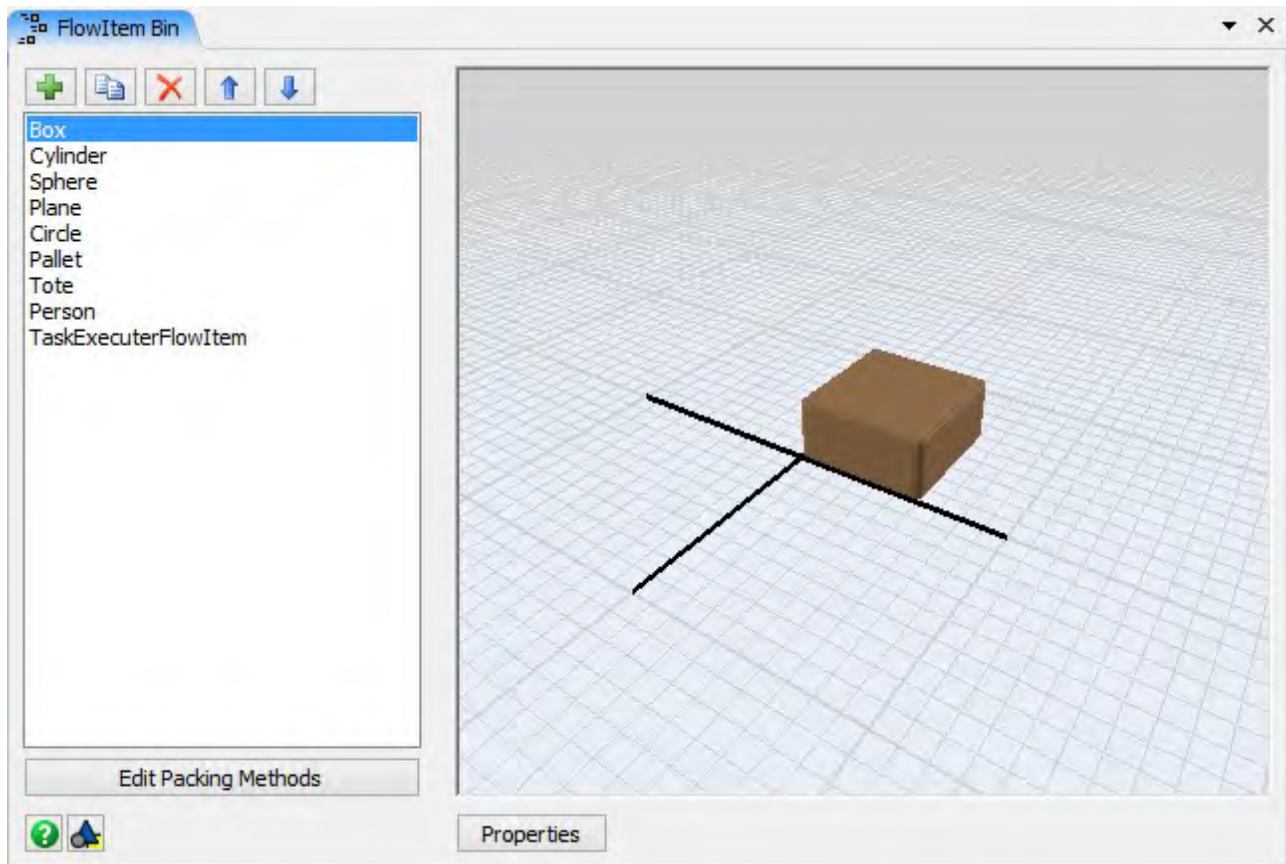 FlowItem Bin
Box
Cylinder
Sphere
Plane
Circle
Pallet
Tote
Person
TaskExecuterFlowItem
Edit Packing Methods
Properties